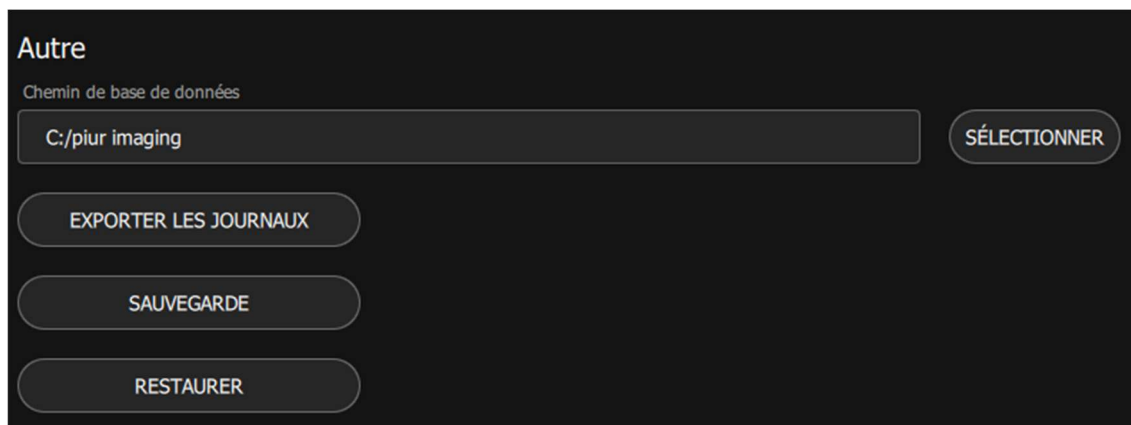 Autre
Chemin de base de données
C:/piur imaging
SÉLECTIONNER
EXPORTER LES JOURNAUX
SAUVEGARDE
RESTAURER